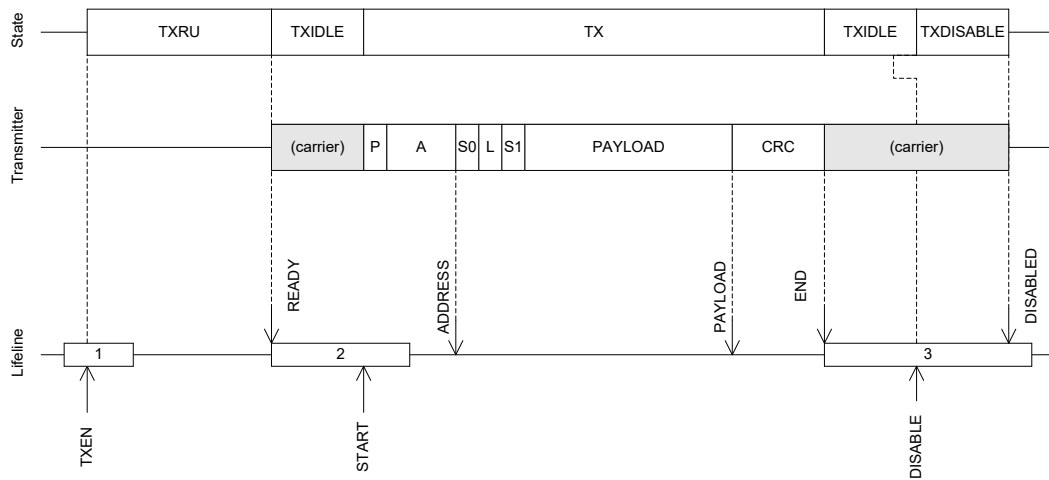 State
TXRU
TXIDLE
TX
TXIDLE
TXDISABLE
Transmitter
(carrier)
P
A
S0
L
S1
PAYLOAD
CRC
(carrier)
READY
ADDRESS
PAYLOAD
END
DISABLED
Lifeline
1
2
3
TXEN
START
DISABLE